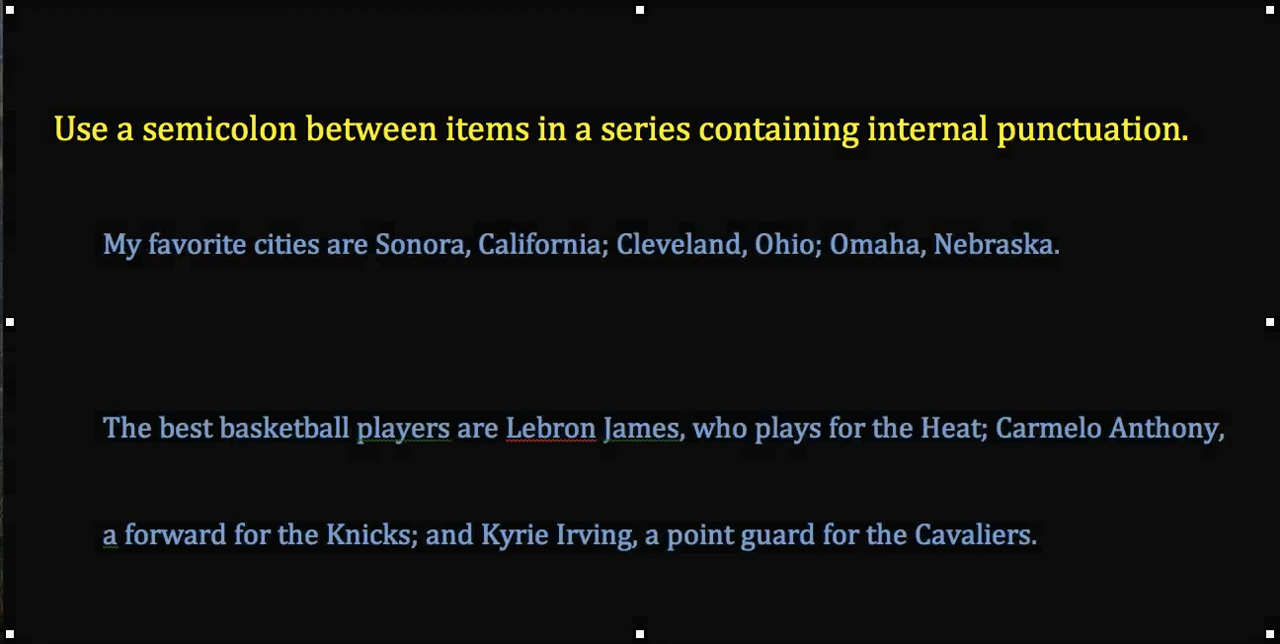 Use a semicolon between items in a series containing internal punctuation.
My favorite cities are Sonora, California; Cleveland, Ohio; Omaha, Nebraska.
The best basketball players are Lebron James, who plays for the Heat; Carmelo Anthony,
a forward for the Knicks; and Kyrie Irving, a point guard for the Cavaliers.